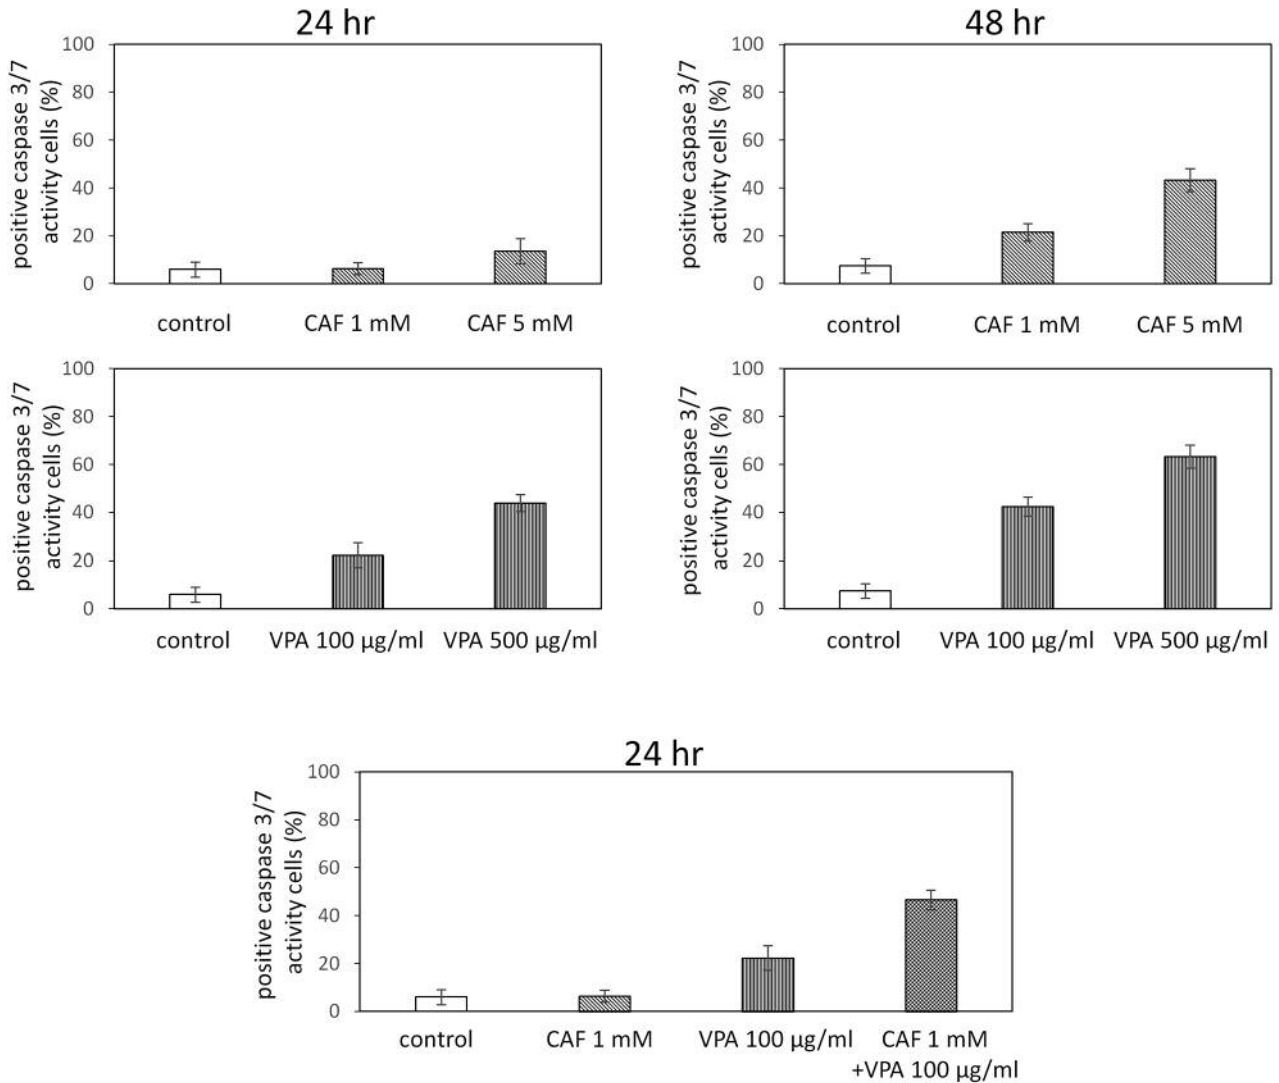 24 hr
100
80
60
40
20
0
positive caspase 3/7
activity cells (%)
control CAF 1 mM CAF 5 mM
48 hr
100
80
60
40
20
0
positive caspase 3/7
activity cells (%)
control CAF 1 mM CAF 5 mM
100
80
60
40
20
0
positive caspase 3/7
activity cells (%)
control VPA 100 µg/ml VPA 500 µg/ml
100
80
60
40
20
0
positive caspase 3/7
activity cells (%)
control VPA 100 µg/ml VPA 500 µg/ml
24 hr
100
80
60
40
20
0
positive caspase 3/7
activity cells (%)
control CAF 1 mM VPA 100 µg/ml CAF 1 mM
+VPA 100 µg/ml